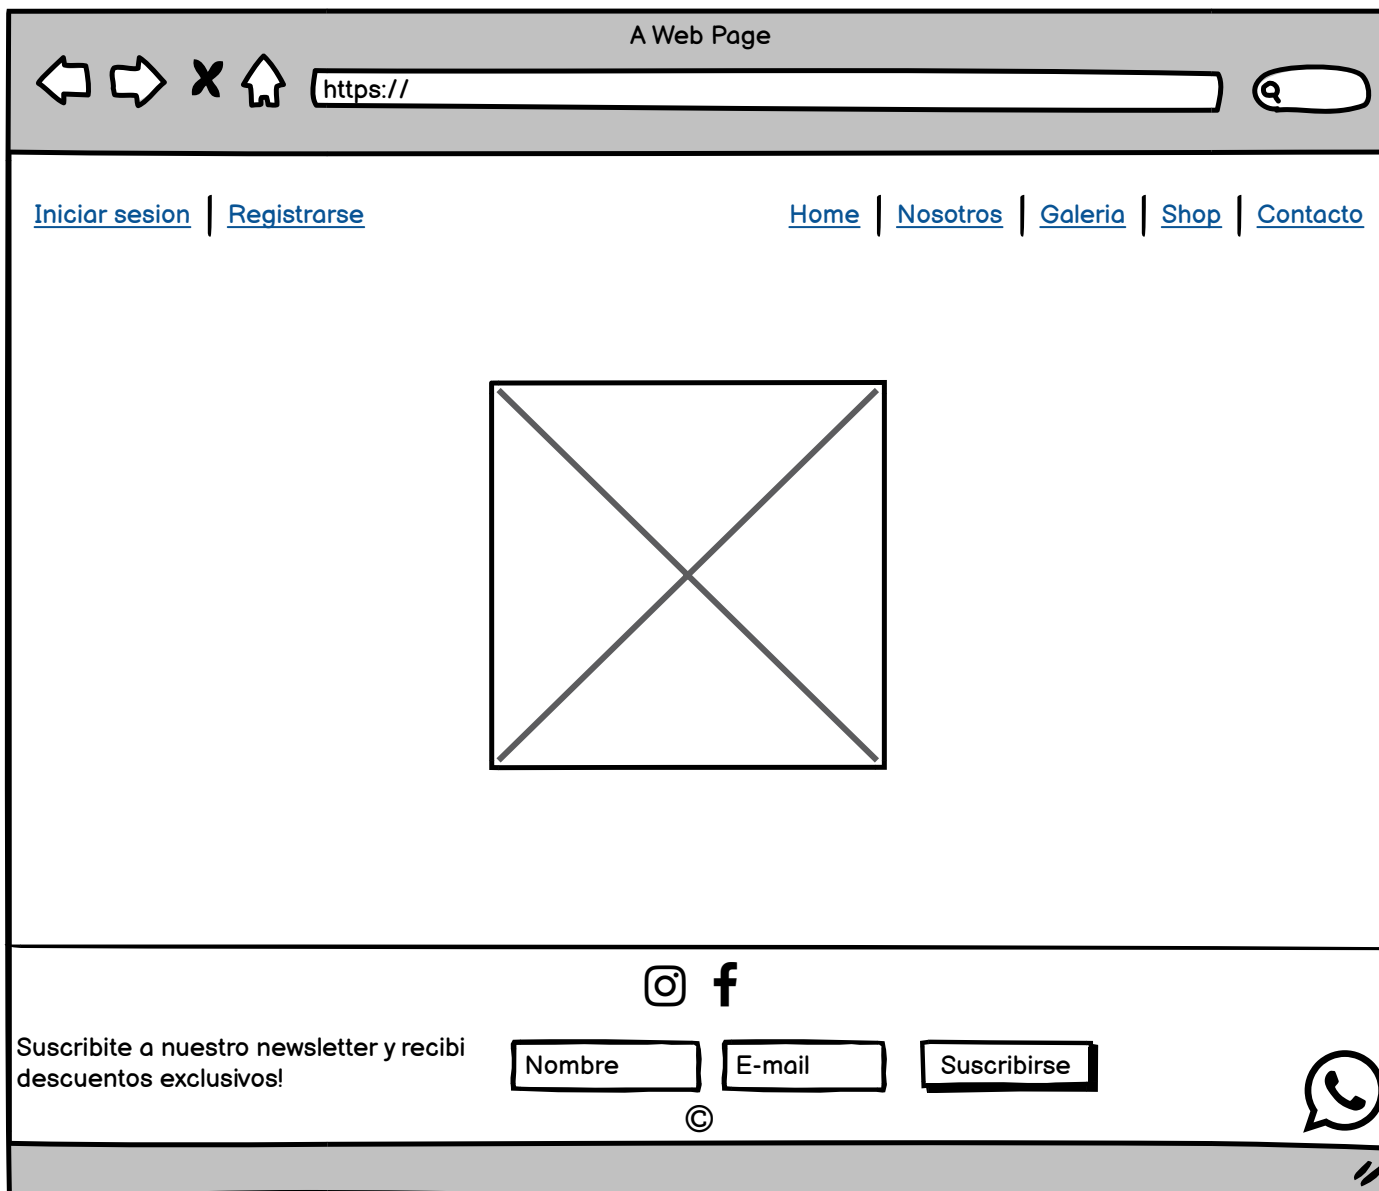 A Web Page
https://
Iniciar sesion | Registrarse
Home | Nosotros | Galeria | Shop | Contacto
Suscribite a nuestro newsletter y recibi
descuentos exclusivos!
Nombre
E-mail
Suscribirse
©